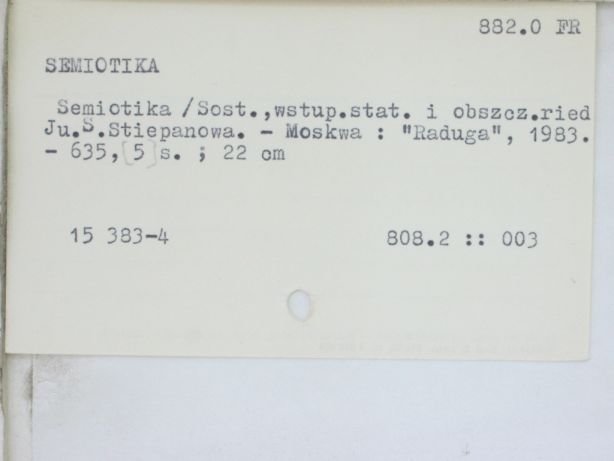 882.0 FR
SEMIOTIKA
Semiotika /Sost.,wstup.stat. i obszcz.ried
Ju.S.Stiepanowa. - Moskwa : "Raduga", 1983.
- 635,[5]s. ; 22 cm
15 383-4
808.2 :: 003